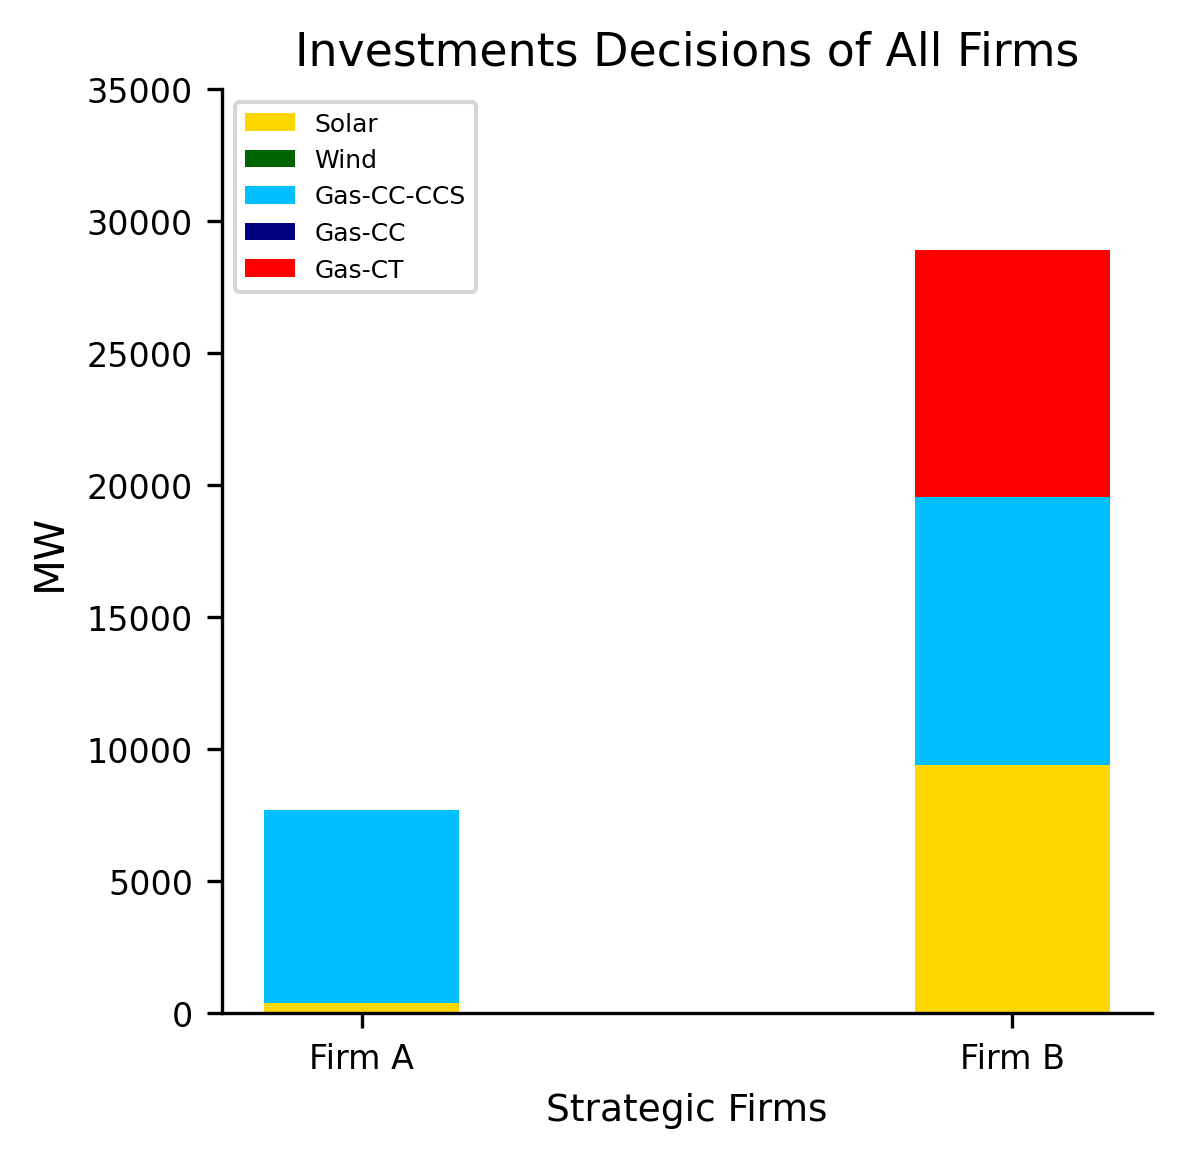 Investments Decisions of All Firms
35000
30000
25000
20000
15000
10000
5000
0
MW
Solar
Wind
Gas-CC-CCS
Gas-CC
Gas-CT
Firm A
Firm B
Strategic Firms